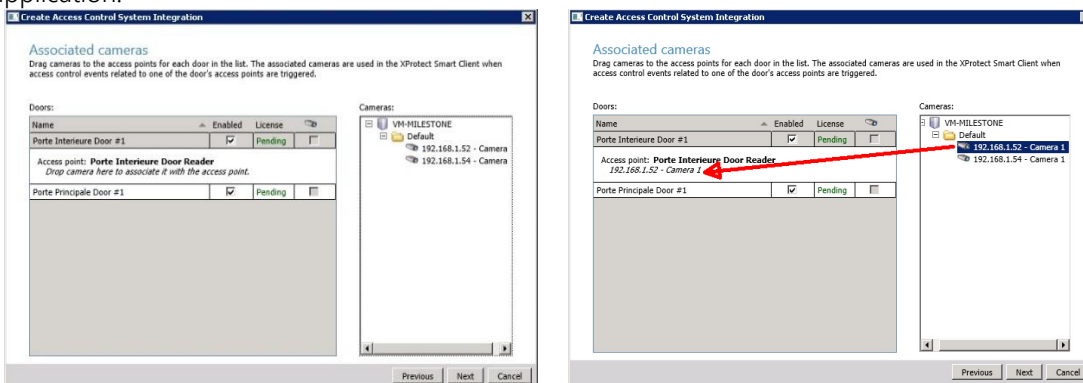 application.
Create Access Control System Integration
Associated cameras
Drag cameras to the access points for each door in the list. The associated cameras are used in the XProtect Smart Client when
access control events related to one of the door's access points are triggered.
Doors:
Name Enabled License
Porte Interieure Door #1 Pending
Access point: Porte Interieure Door Reader
Drop camera here to associate it with the access point.
Porte Principale Door #1 Pending
Cameras:
VM-MILESTONE
Default
192.168.1.52 - Camera
192.168.1.54 - Camera
Previous Next Cancel
Create Access Control System Integration
Associated cameras
Drag cameras to the access points for each door in the list. The associated cameras are used in the XProtect Smart Client when
access control events related to one of the door's access points are triggered.
Doors:
Name Enabled License
Porte Interieure Door #1 Pending
Access point: Porte Interieure Door Reader
192.168.1.52 - Camera 1
Porte Principale Door #1 Pending
Cameras:
VM-MILESTONE
Default
192.168.1.52 - Camera 1
192.168.1.54 - Camera 1
Previous Next Cancel